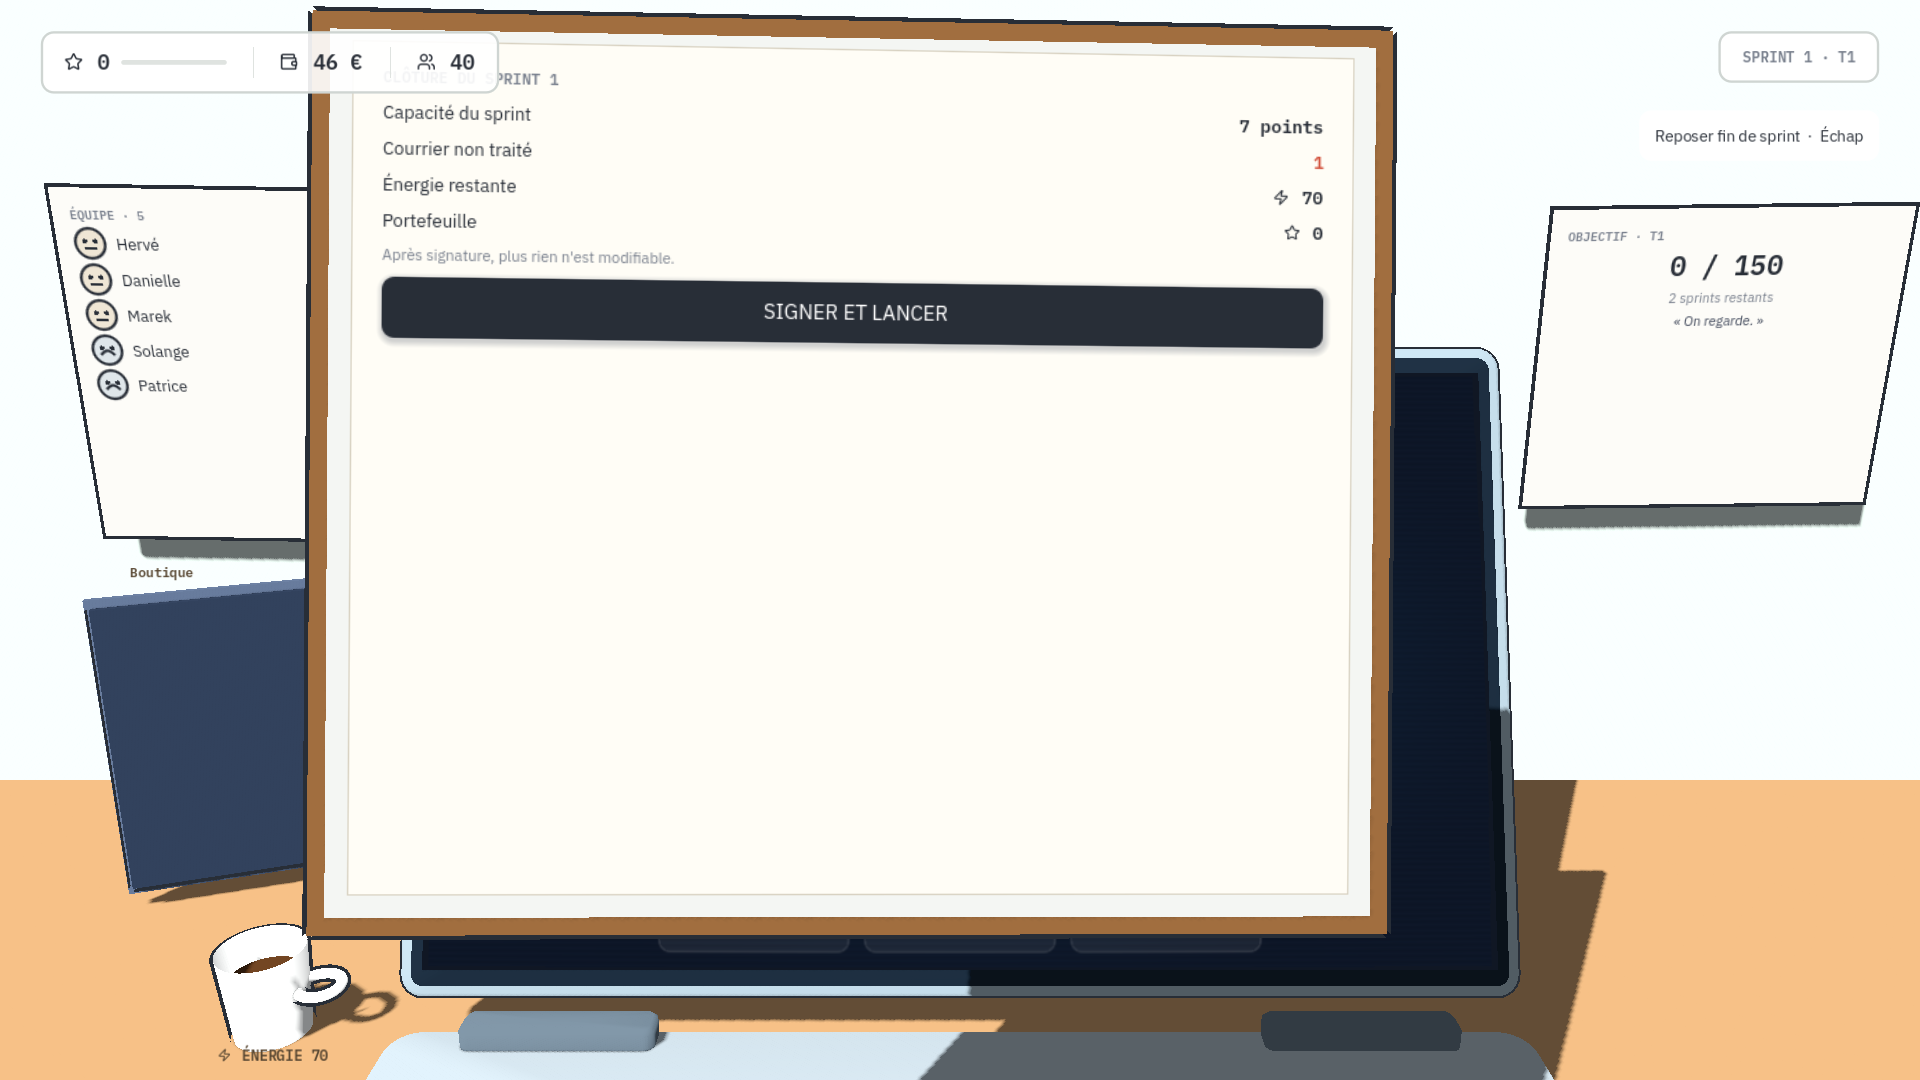 0
46 €
40
SPRINT 1 · T1
CLÔTURE DU SPRINT 1
Capacité du sprint
7 points
Courrier non traité
1
Énergie restante
70
Portefeuille
0
Après signature, plus rien n'est modifiable.
SIGNER ET LANCER
Reposer fin de sprint · Échap
ÉQUIPE · 5
Hervé
Danielle
Marek
Solange
Patrice
OBJECTIF · T1
0 / 150
2 sprints restants
« On regarde. »
Boutique
ÉNERGIE 70